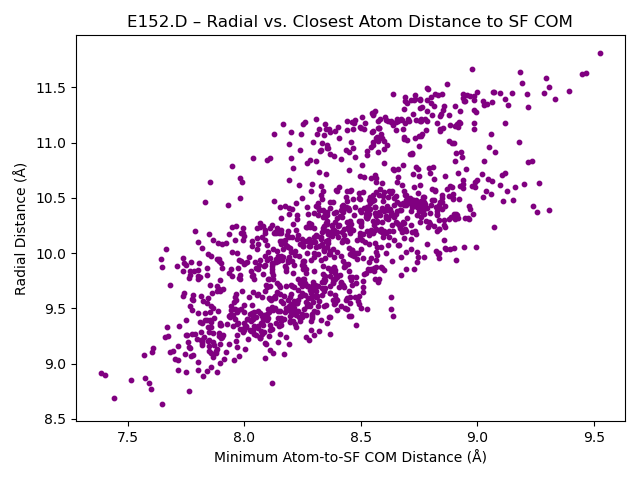 E152.D – Radial vs. Closest Atom Distance to SF COM
Radial Distance (Å)
11.5
11.0
10.5
10.0
9.5
9.0
8.5
7.5 8.0 8.5 9.0 9.5
Minimum Atom-to-SF COM Distance (Å)